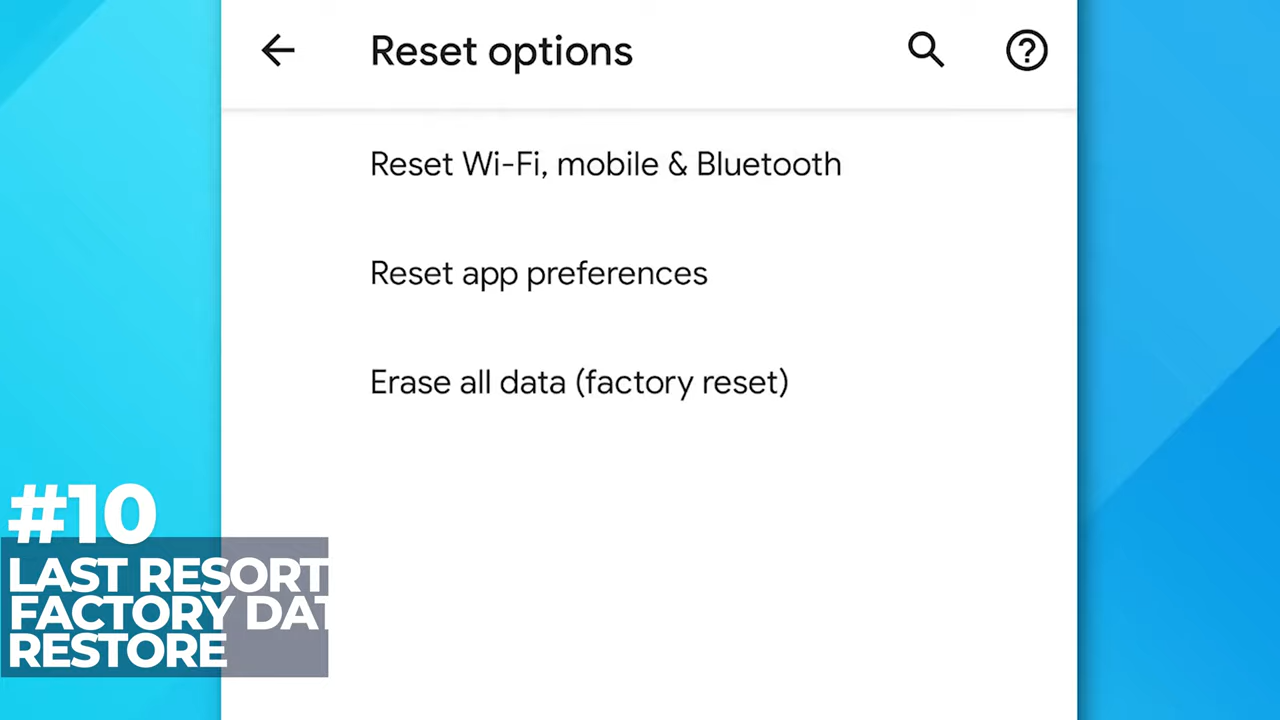 Reset options
Reset Wi-Fi, mobile & Bluetooth
Reset app preferences
Erase all data (factory reset)
#10
LAST RESORT
FACTORY DAT
RESTORE